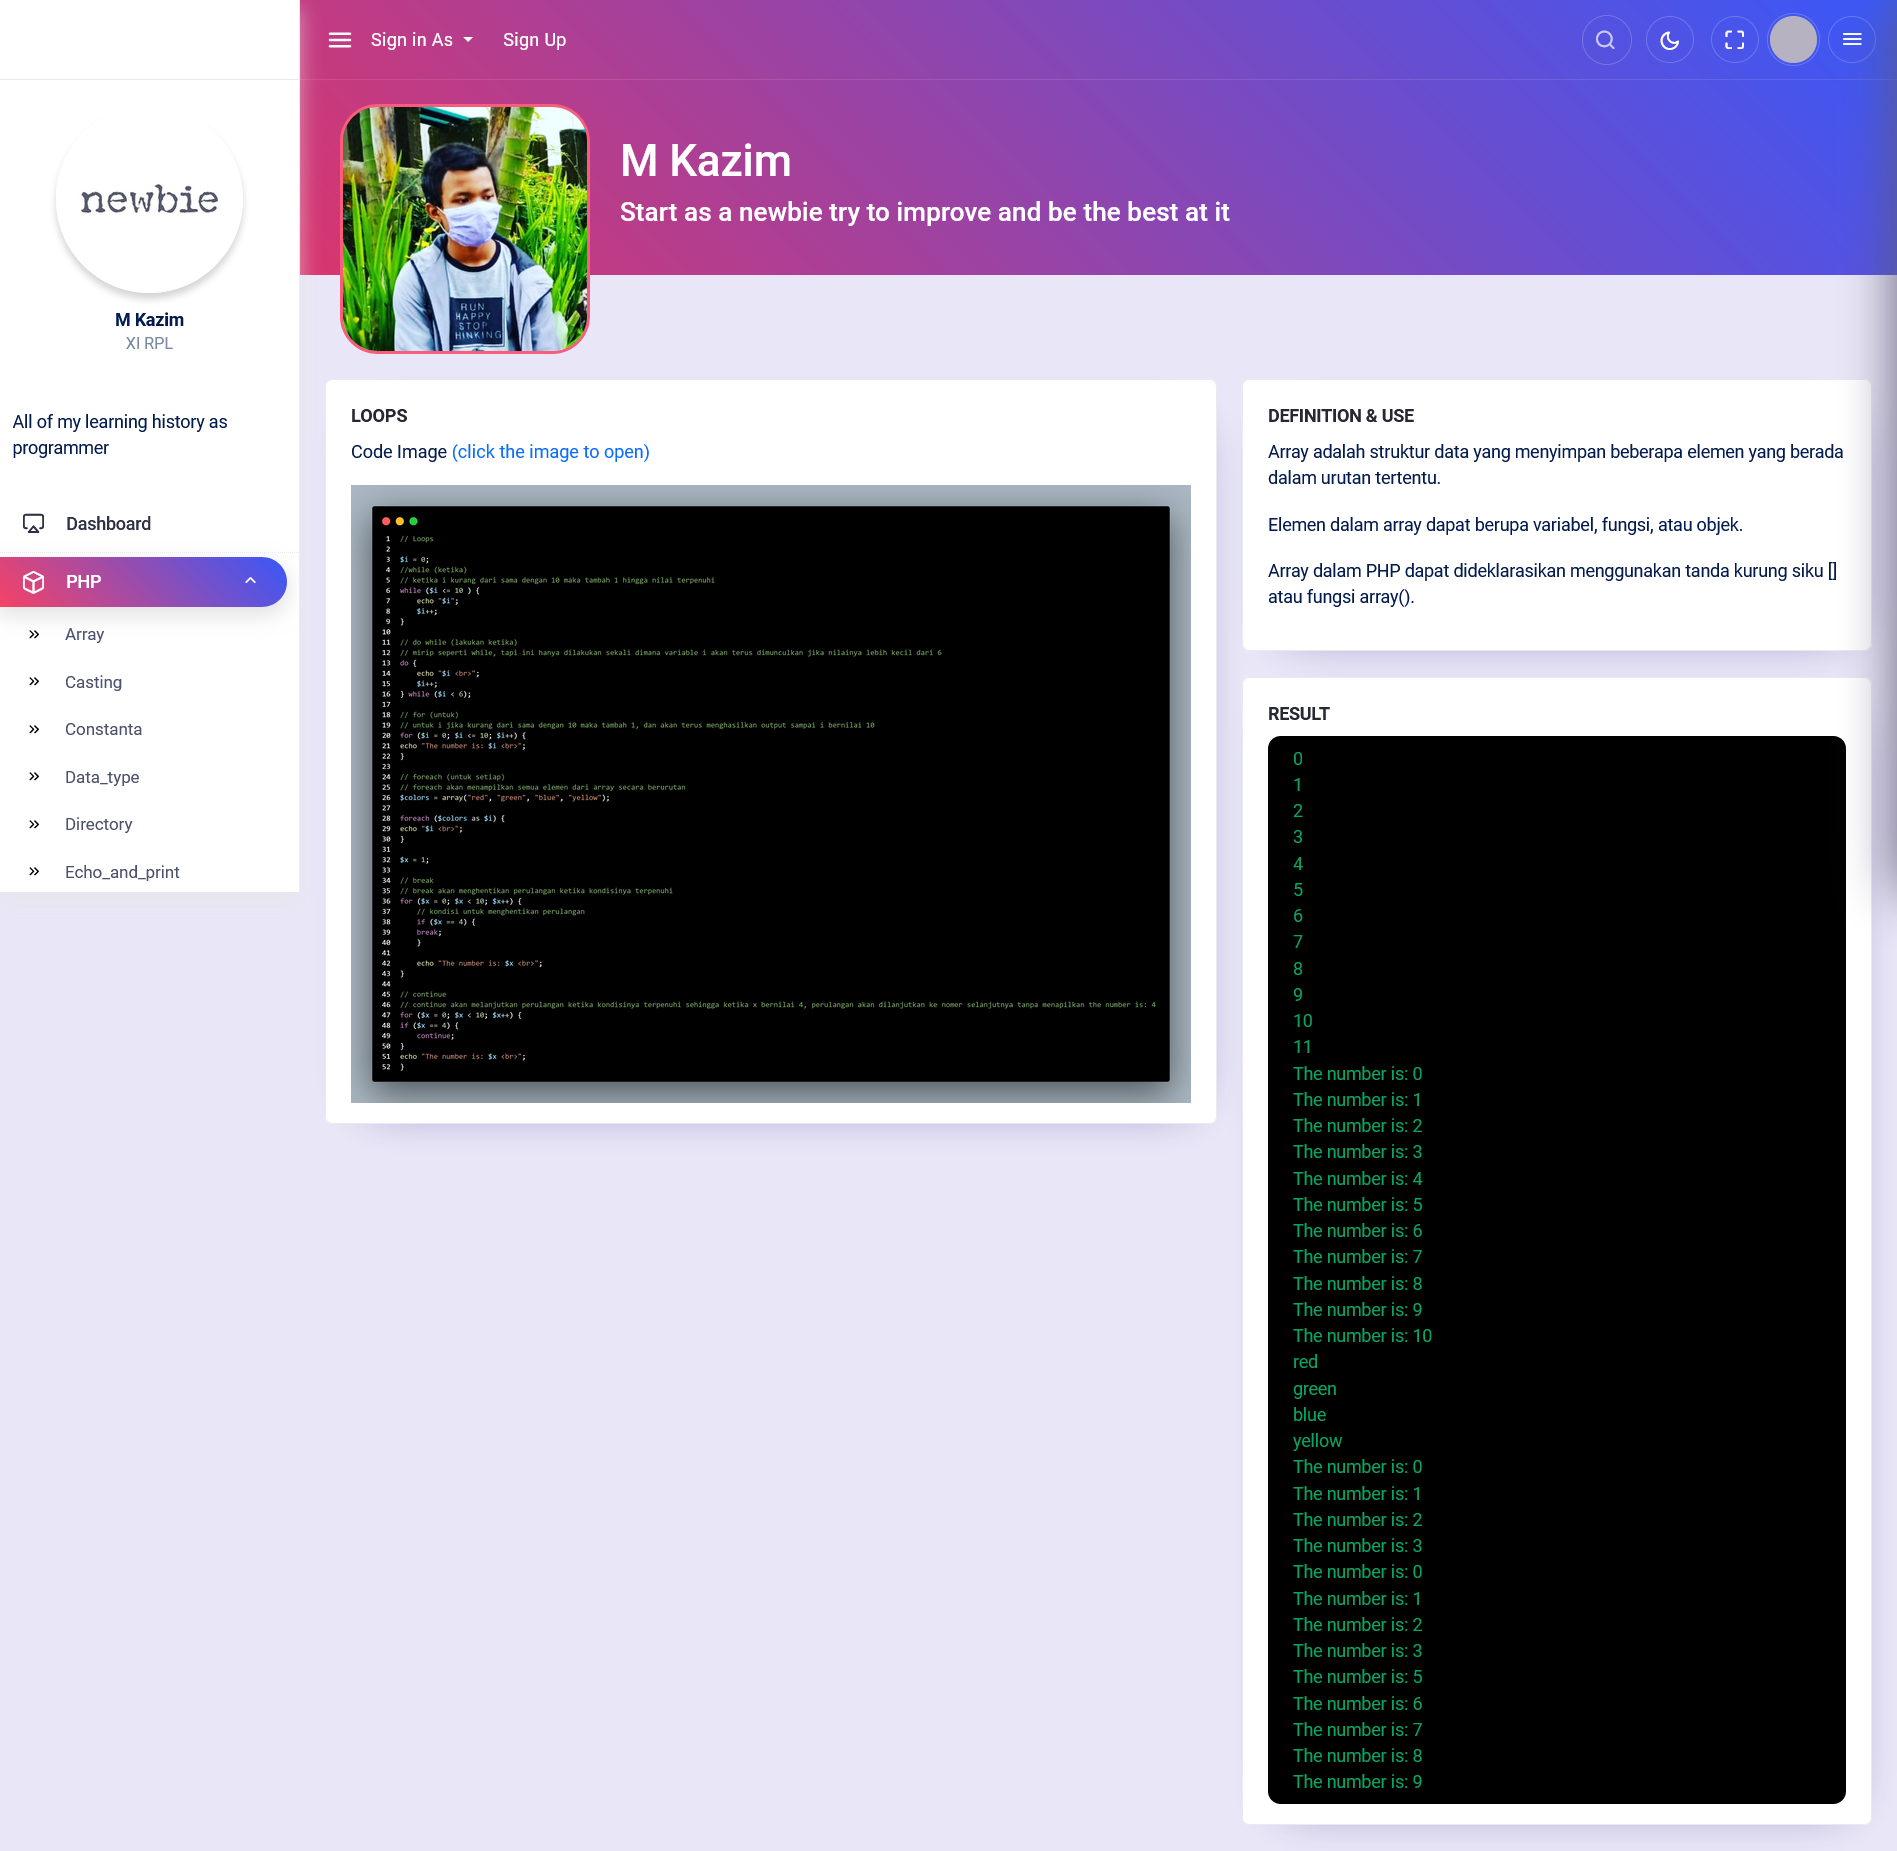 Sign in As
Sign Up
newbie
M Kazim
XI RPL
All of my learning history as
programmer
Dashboard
PHP
Array
Casting
Constanta
Data_type
Directory
Echo_and_print
M Kazim
Start as a newbie try to improve and be the best at it
RUN
HAPPY
STOP
HINKING
LOOPS
Code Image (click the image to open)
1 // Loops
2
3 $i = 0;
4 //while (ketika)
5 // ketika i kurang dari sama dengan 10 maka tambah 1 hingga nilai terpenuhi
6 while ($i <= 10 ) {
7 echo "$i";
8 $i++;
9 }
10
11 // do while (lakukan ketika)
12 // mirip seperti while, tapi ini hanya dilakukan sekali dimana variable i akan terus dimunculkan jika nilainya lebih kecil dari 6
13 do {
14 echo "$i <br>";
15 $i++;
16 } while ($i < 6);
17
18 // for (untuk)
19 // untuk i jika kurang dari sama dengan 10 maka tambah 1, dan akan terus menghasilkan output sampai i bernilai 10
20 for ($i = 0; $i <= 10; $i++) {
21 echo "The number is: $i <br>";
22 }
23
24 // foreach (untuk setiap)
25 // foreach akan menampilkan semua elemen dari array secara berurutan
26 $colors = array("red", "green", "blue", "yellow");
27
28 foreach ($colors as $i) {
29 echo "$i <br>";
30 }
31
32 $x = 1;
33
34 // break
35 // break akan menghentikan perulangan ketika kondisinya terpenuhi
36 for ($x = 0; $x < 10; $x++) {
37 // kondisi untuk menghentikan perulangan
38 if ($x == 4) {
39 break;
40 }
41
42 echo "The number is: $x <br>";
43 }
44
45 // continue
46 // continue akan melanjutkan perulangan ketika kondisinya terpenuhi sehingga ketika x bernilai 4, perulangan akan dilanjutkan ke nomer selanjutnya tanpa menapilkan the number is: 4
47 for ($x = 0; $x < 10; $x++) {
48 if ($x == 4) {
49 continue;
50 }
51 echo "The number is: $x <br>";
52 }
DEFINITION & USE
Array adalah struktur data yang menyimpan beberapa elemen yang berada
dalam urutan tertentu.
Elemen dalam array dapat berupa variabel, fungsi, atau objek.
Array dalam PHP dapat dideklarasikan menggunakan tanda kurung siku []
atau fungsi array().
RESULT
0
1
2
3
4
5
6
7
8
9
10
11
The number is: 0
The number is: 1
The number is: 2
The number is: 3
The number is: 4
The number is: 5
The number is: 6
The number is: 7
The number is: 8
The number is: 9
The number is: 10
red
green
blue
yellow
The number is: 0
The number is: 1
The number is: 2
The number is: 3
The number is: 0
The number is: 1
The number is: 2
The number is: 3
The number is: 5
The number is: 6
The number is: 7
The number is: 8
The number is: 9